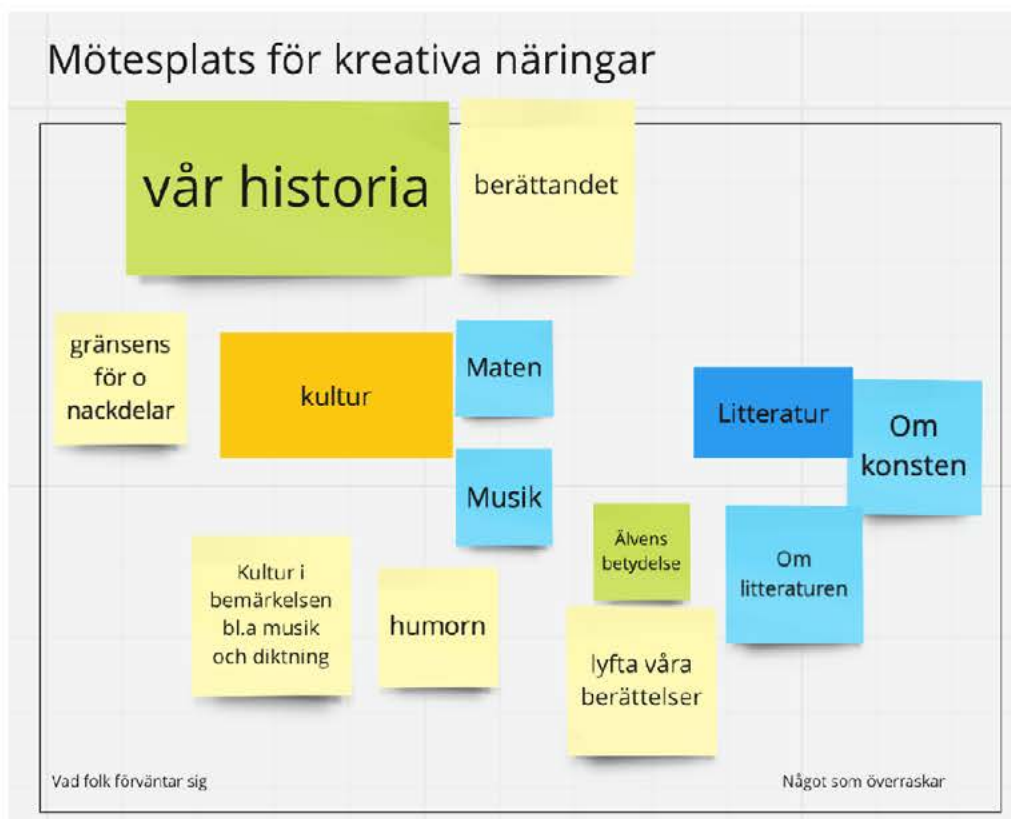 Mötesplats för kreativa näringar
vår historia
berättandet
gränsens
för o
nackdelar
kultur
Maten
Musik
Litteratur
Om
konsten
Älvens
betydelse
Om
litteraturen
Kultur i
bemärkelsen
bl.a musik
och diktning
humorn
lyfta våra
berättelser
Vad folk förväntar sig
Något som överraskar